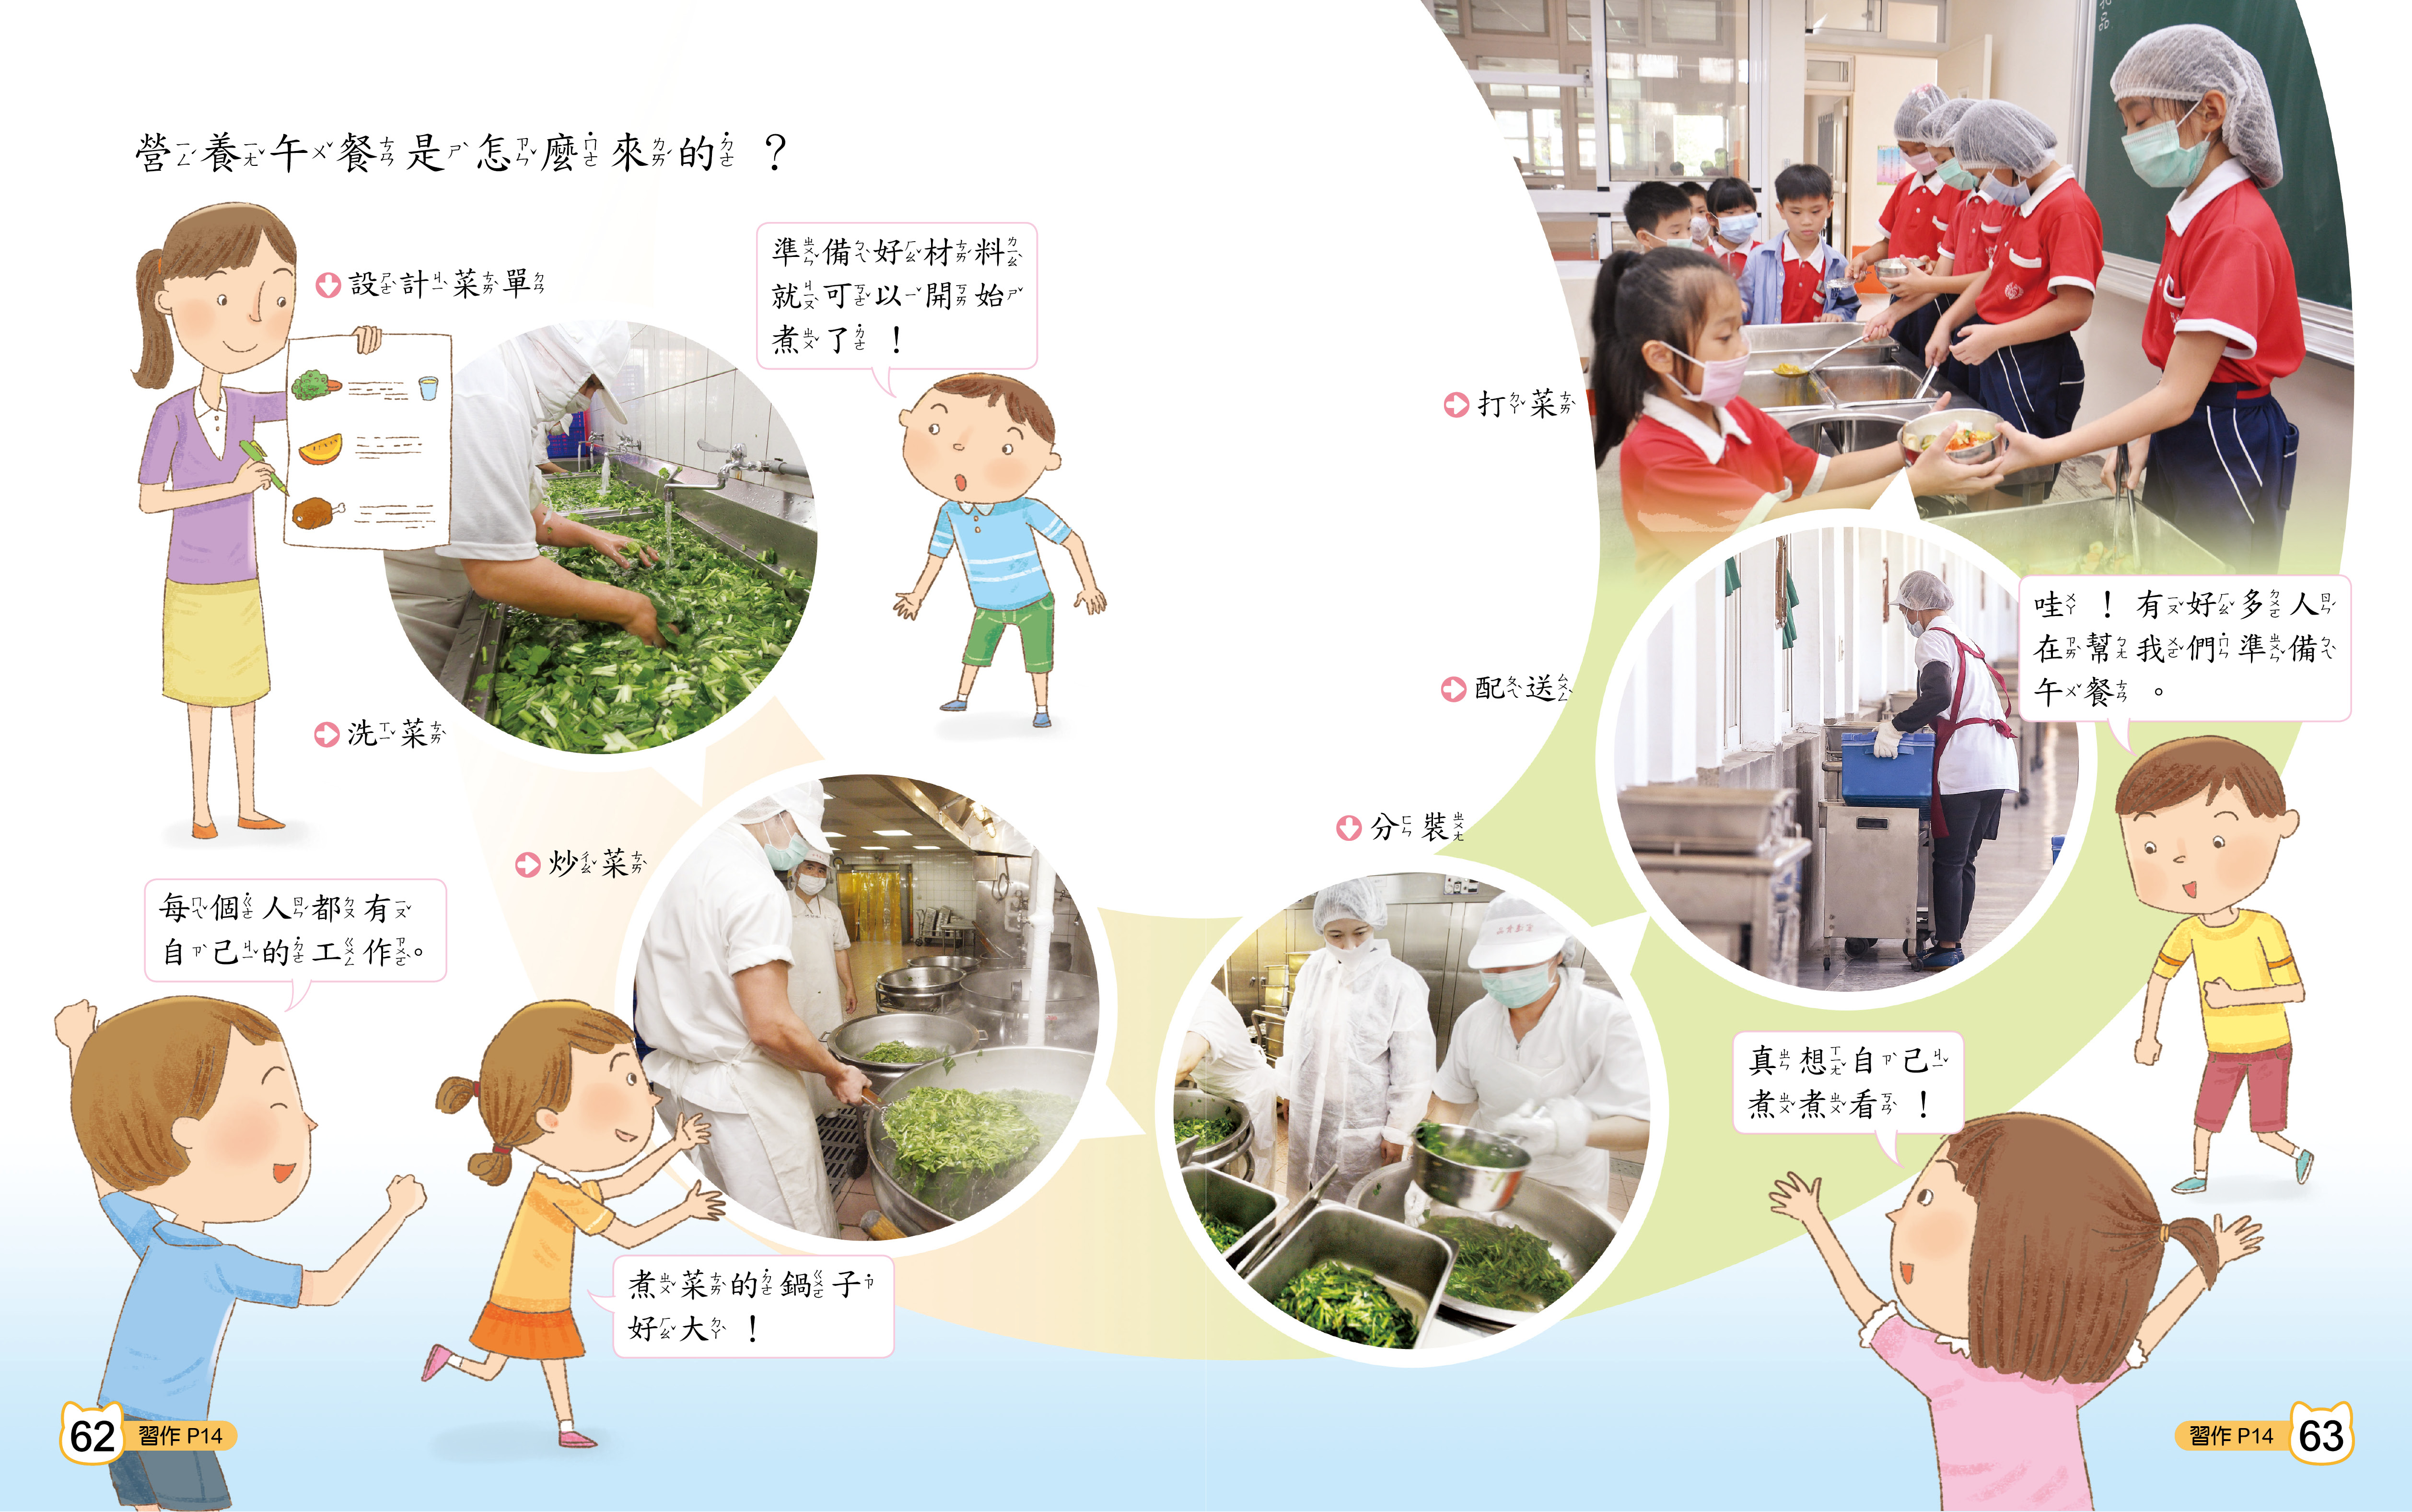 營養午餐是怎麼來的？
設計菜單
準備好材料
就可以開始
煮了！
洗菜
炒菜
每個人都有
自己的工作。
煮菜的鍋子
好大！
分裝
配送
打菜
哇！有好多人
在幫我們準備
午餐。
真想自己
煮煮看！
62 習作 P14
習作 P14 63